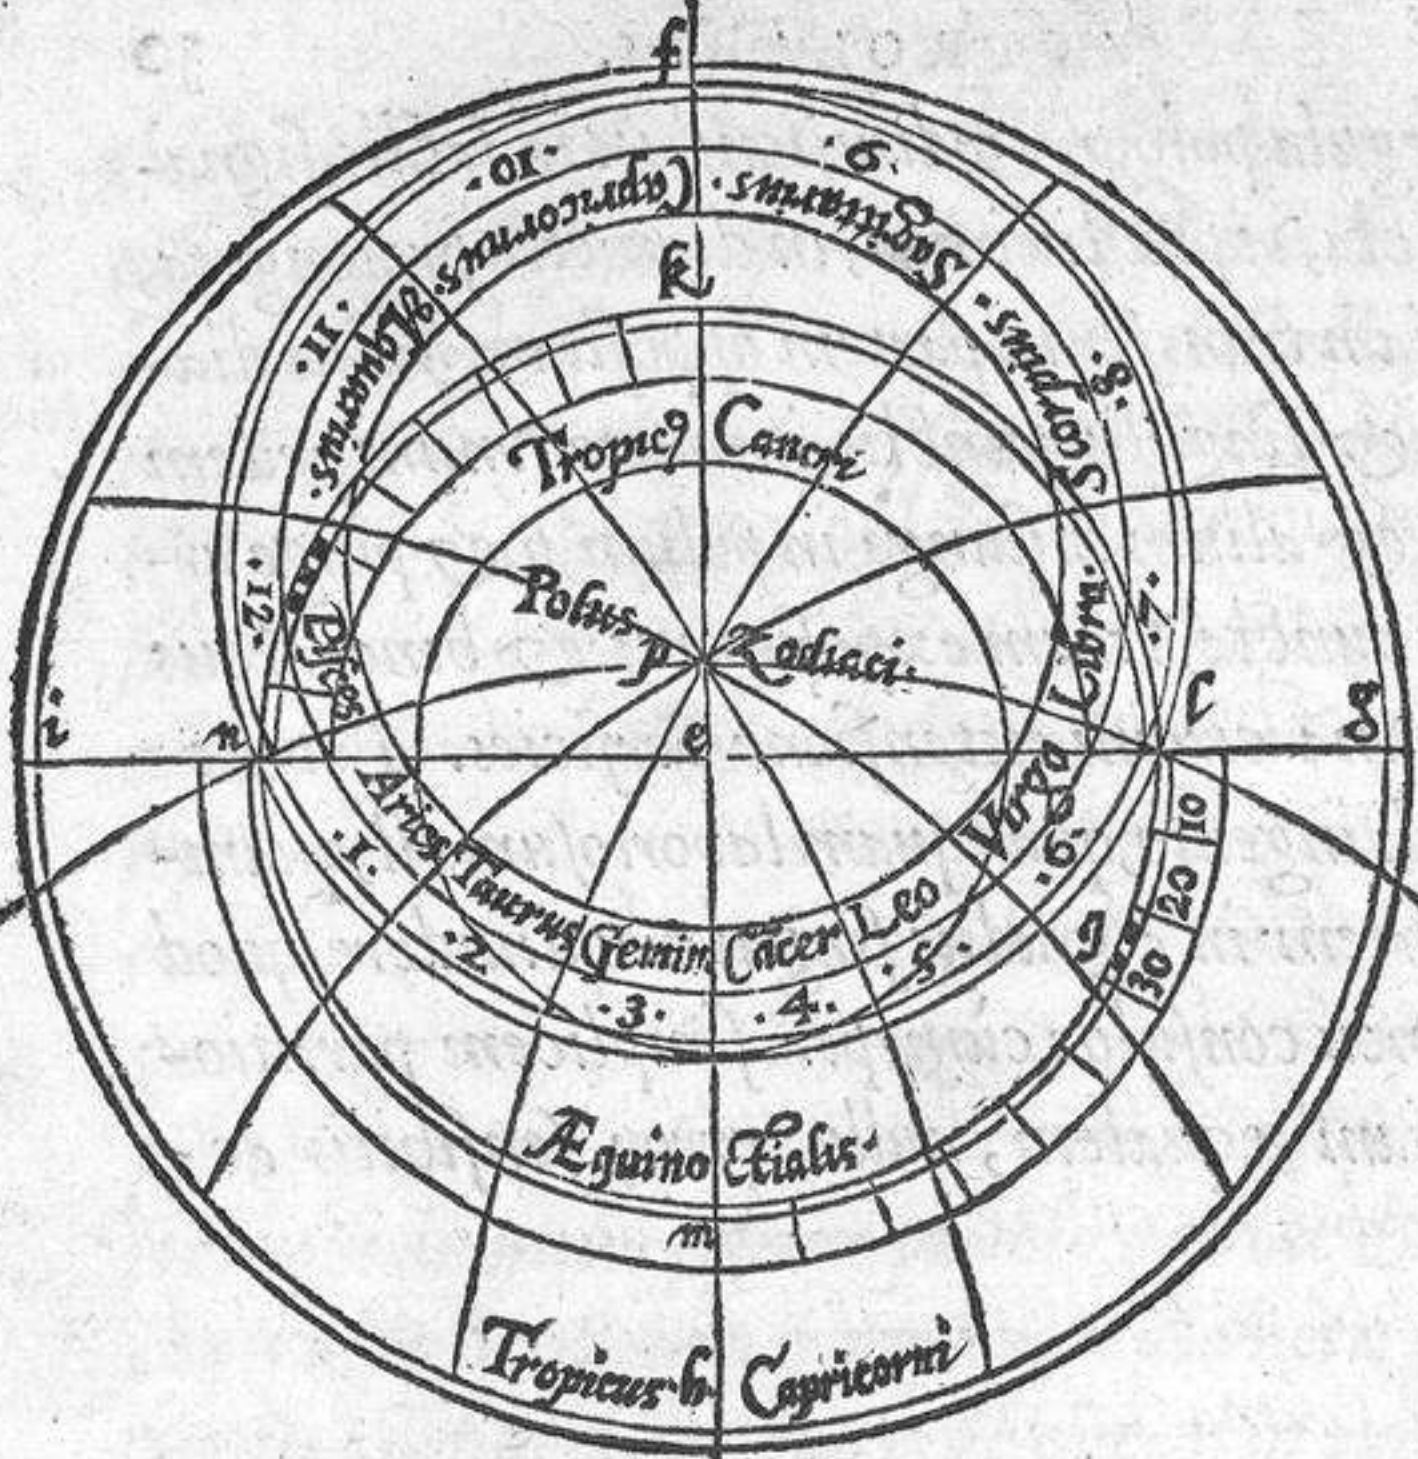 f
·10· ·9·
Capricornus· Sagittarius·
k
·11· ·8·
Aquarius· Scorpius·
Tropicꝯ Cancri
·12· ·7·
Polus p Zodiaci·
Pisces Libra·
i n e l g
Aries Virgo
·1· ·6· 10
Taurus Gemini Cācer Leo 20
·2· ·3· ·4· ·5· g 30
Æquino ctialis·
m
Tropicus·h· Capricorni